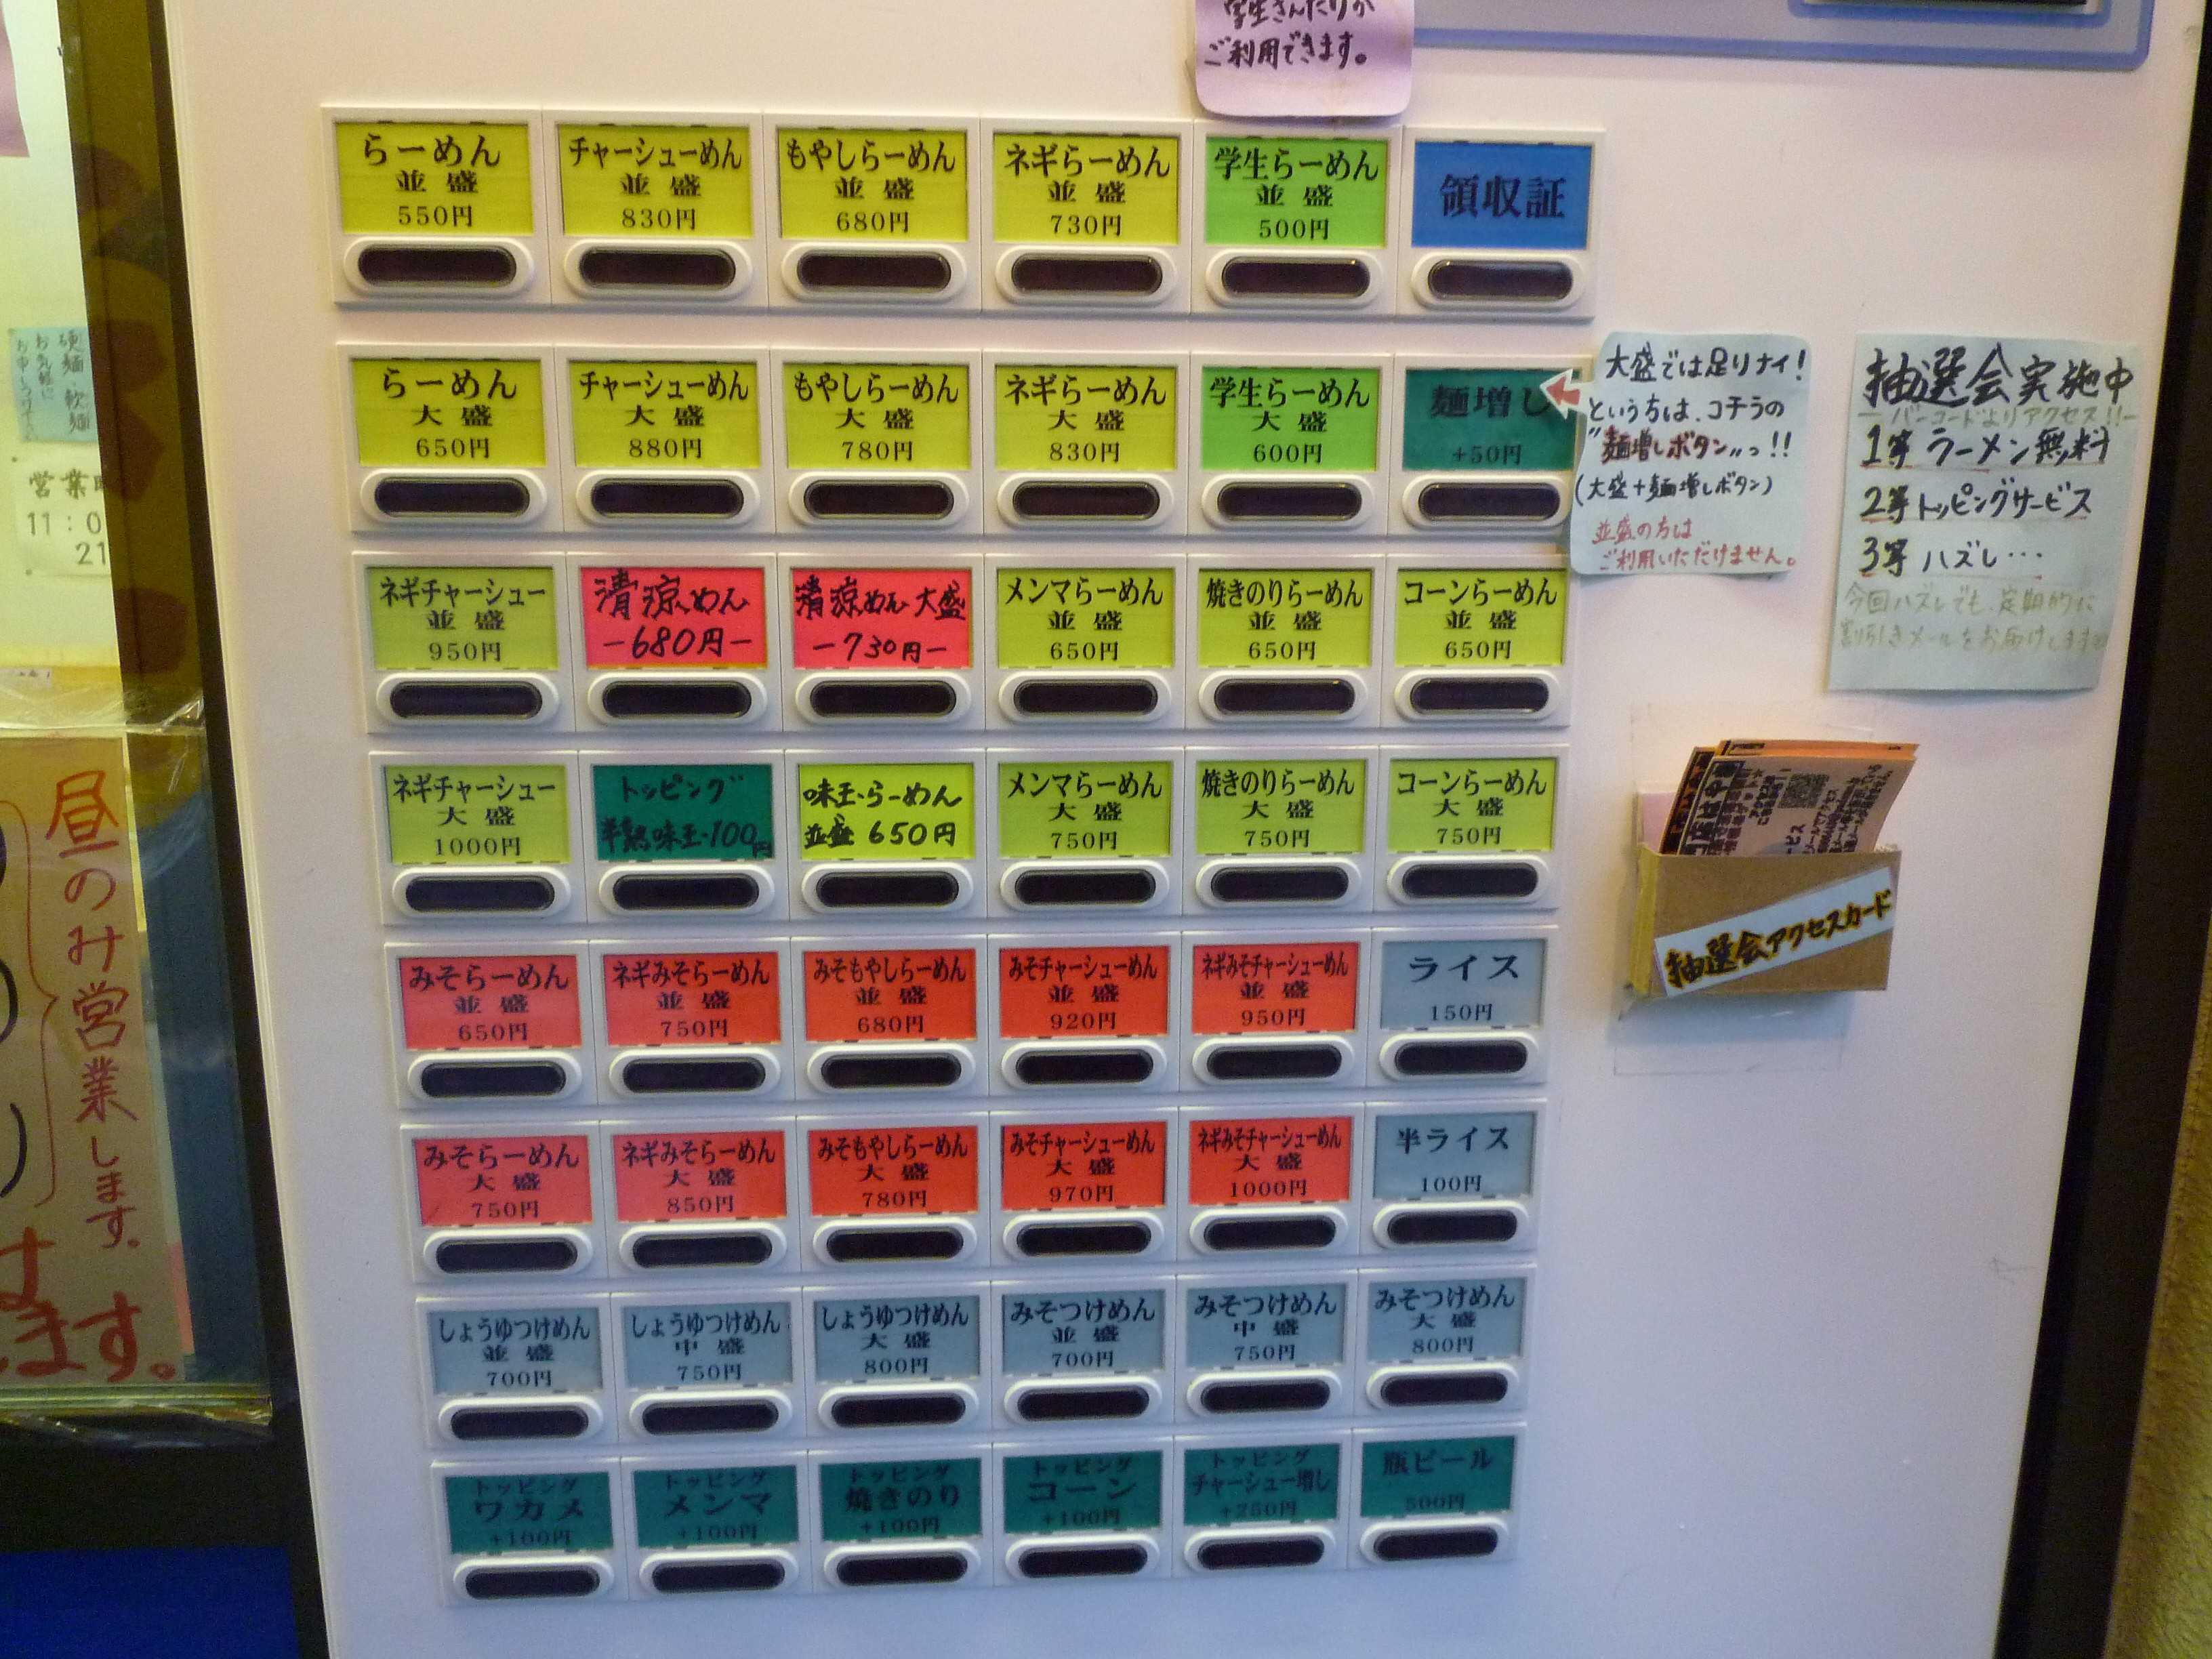 ご利用できます。
らーめん
並盛
550円
チャーシューめん
並盛
830円
もやしらーめん
並盛
680円
ネギらーめん
並盛
730円
学生らーめん
並盛
500円
領収証
らーめん
大盛
650円
チャーシューめん
大盛
880円
もやしらーめん
大盛
780円
ネギらーめん
大盛
830円
学生らーめん
大盛
600円
麺増し
+50円
大盛では足りナイ!
という方は、コチラの
"麺増しボタン"っ!!
(大盛+麺増しボタン)
並盛の方は
ご利用いただけません。
抽選会実施中
ーバーコードよりアクセス!!ー
1等 ラーメン無料
2等 トッピングサービス
3等 ハズレ…
今回ハズレでも、定期的に
割引きメールをお届けします
ネギチャーシュー
並盛
950円
清涼めん
-680円-
清涼めん 大盛
-730円-
メンマらーめん
並盛
650円
焼きのりらーめん
並盛
650円
コーンらーめん
並盛
650円
ネギチャーシュー
大盛
1000円
トッピング
半熟味玉・100円
味玉・らーめん
並盛 650円
メンマらーめん
大盛
750円
焼きのりらーめん
大盛
750円
コーンらーめん
大盛
750円
抽選会アクセスカード
みそらーめん
並盛
650円
ネギみそらーめん
並盛
750円
みそもやしらーめん
並盛
680円
みそチャーシューめん
並盛
920円
ネギみそチャーシューめん
並盛
950円
ライス
150円
みそらーめん
大盛
750円
ネギみそらーめん
大盛
850円
みそもやしらーめん
大盛
780円
みそチャーシューめん
大盛
970円
ネギみそチャーシューめん
大盛
1000円
半ライス
100円
しょうゆつけめん
並盛
700円
しょうゆつけめん
中盛
750円
しょうゆつけめん
大盛
800円
みそつけめん
並盛
700円
みそつけめん
中盛
750円
みそつけめん
大盛
800円
トッピング
ワカメ
+100円
トッピング
メンマ
+100円
トッピング
焼きのり
+100円
トッピング
コーン
+100円
トッピング
チャーシュー増し
+250円
瓶ビール
500円
硬麺・軟麺
お気軽に
営業
11:0
21
昼のみ営業します。
ます。